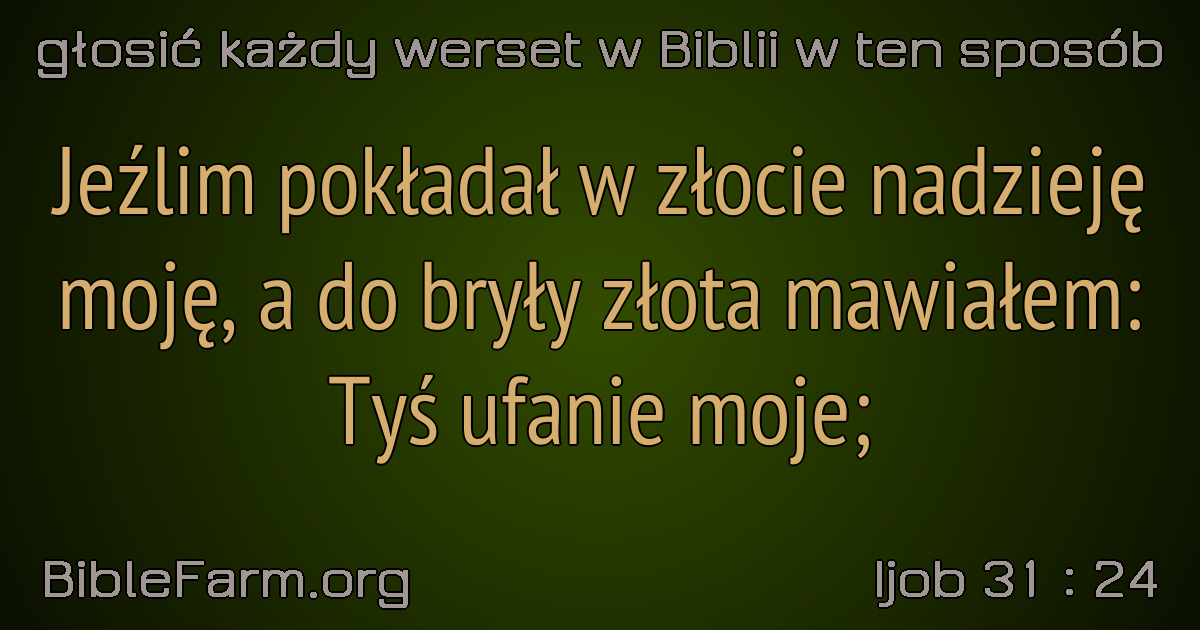 głosić każdy werset w Biblii w ten sposób
Jeźlim pokładał w złocie nadzieję
moję, a do bryły złota mawiałem:
Tyś ufanie moje;
BibleFarm.org
Ijob 31 : 24